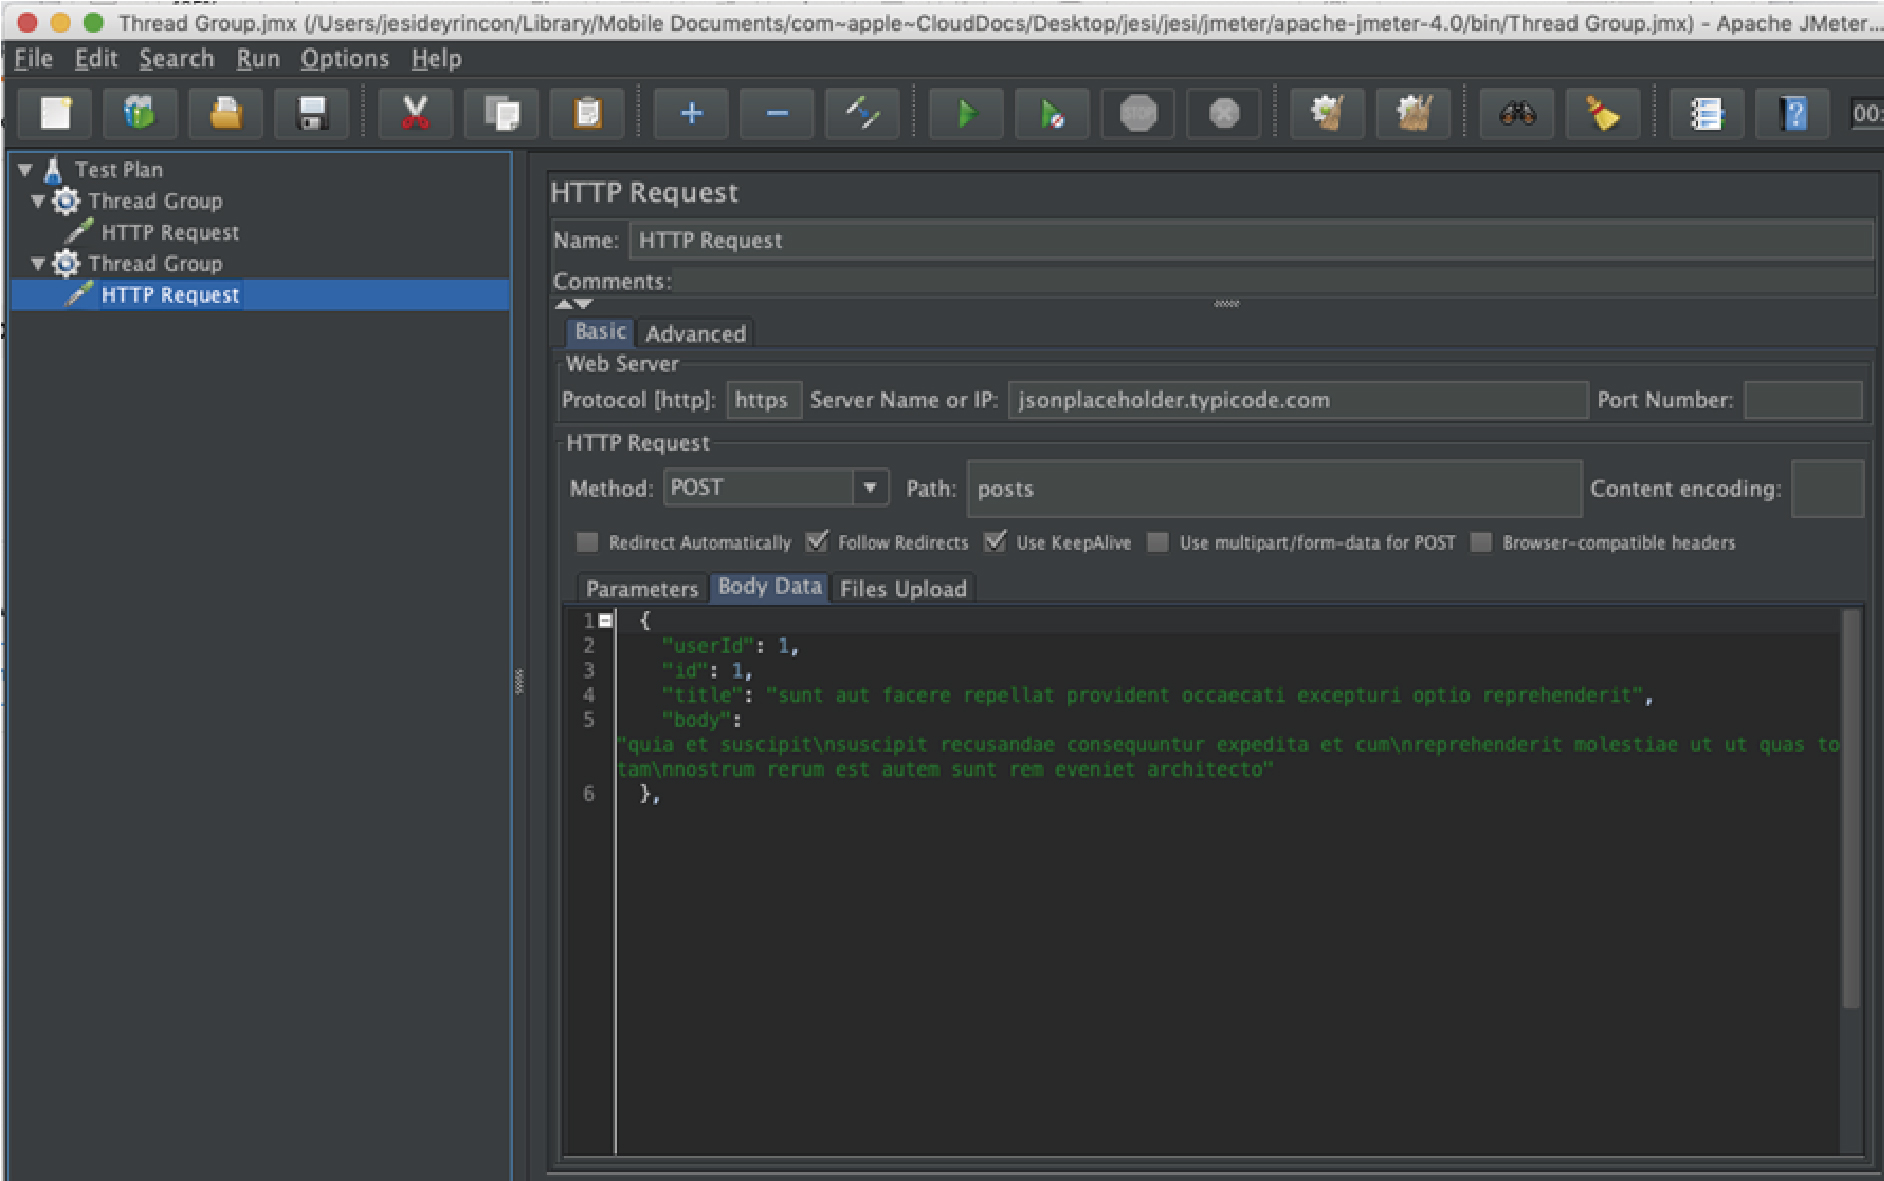 Thread Group.jmx (/Users/jesideyrincon/Library/Mobile Documents/com~apple~CloudDocs/Desktop/jesi/jesi/jmeter/apache-jmeter-4.0/bin/Thread Group.jmx) - Apache JMeter...
File Edit Search Run Options Help
STOP
00:
Test Plan
Thread Group
HTTP Request
Thread Group
HTTP Request
HTTP Request
Name: HTTP Request
Comments:
Basic Advanced
Web Server
Protocol [http]: https Server Name or IP: jsonplaceholder.typicode.com Port Number:
HTTP Request
Method: POST Path: posts Content encoding:
Redirect Automatically Follow Redirects Use KeepAlive Use multipart/form-data for POST Browser-compatible headers
Parameters Body Data Files Upload
1 {
2 "userId": 1,
3 "id": 1,
4 "title": "sunt aut facere repellat provident occaecati excepturi optio reprehenderit",
5 "body":
"quia et suscipit\nsuscipit recusandae consequuntur expedita et cum\nreprehenderit molestiae ut ut quas to
tam\nnostrum rerum est autem sunt rem eveniet architecto"
6 },